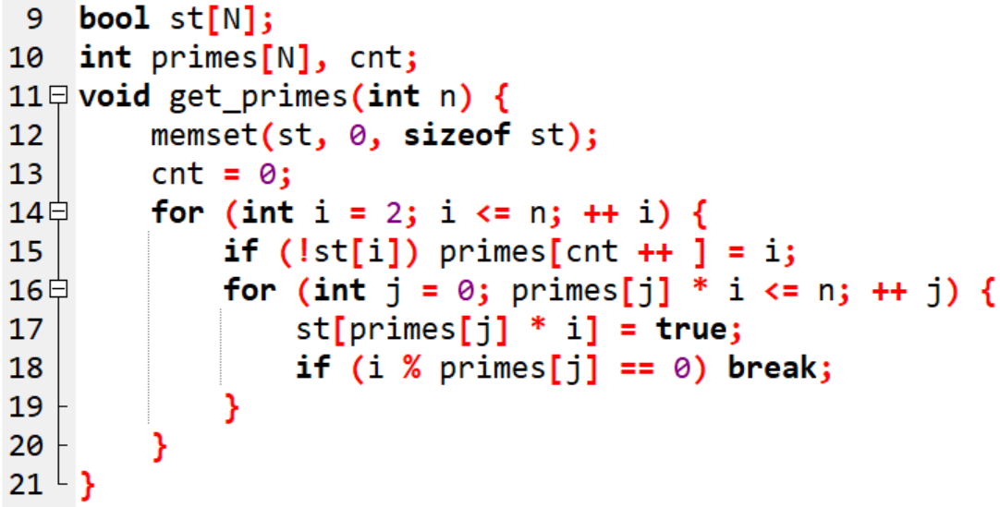 9 bool st[N];
10 int primes[N], cnt;
11 void get_primes(int n) {
12     memset(st, 0, sizeof st);
13     cnt = 0;
14     for (int i = 2; i <= n; ++ i) {
15         if (!st[i]) primes[cnt ++ ] = i;
16         for (int j = 0; primes[j] * i <= n; ++ j) {
17             st[primes[j] * i] = true;
18             if (i % primes[j] == 0) break;
19         }
20     }
21 }